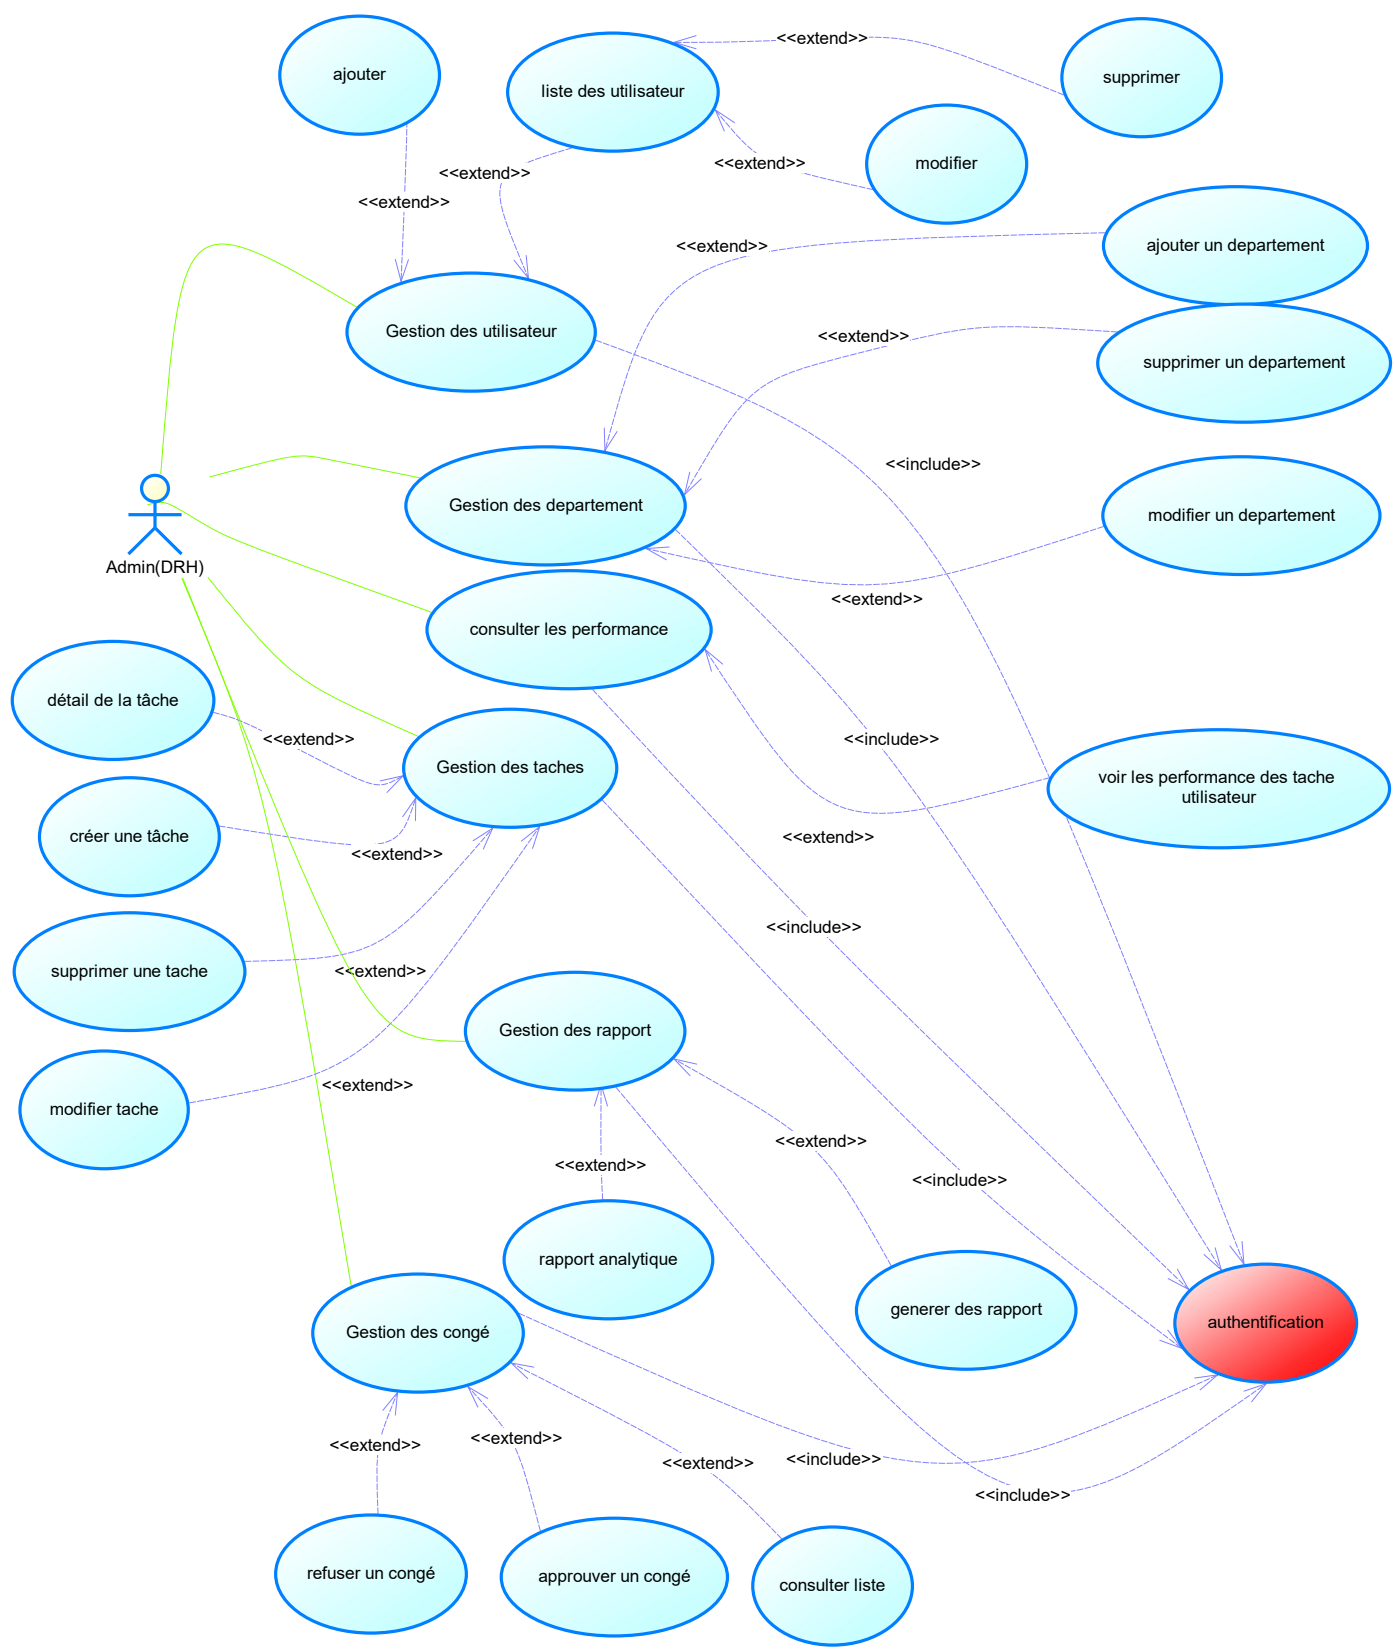 ajouter
liste des utilisateur
<<extend>>
supprimer
<<extend>>
modifier
<<extend>>
<<extend>>
<<extend>>
ajouter un departement
Gestion des utilisateur
<<extend>>
supprimer un departement
<<include>>
Gestion des departement
modifier un departement
Admin(DRH)
<<extend>>
consulter les performance
détail de la tâche
<<extend>>
<<include>>
Gestion des taches
voir les performance des tache
utilisateur
créer une tâche
<<extend>>
<<extend>>
<<include>>
supprimer une tache
<<extend>>
Gestion des rapport
modifier tache
<<extend>>
<<extend>>
<<extend>>
<<include>>
rapport analytique
génerer des rapport
authentification
Gestion des congé
<<extend>>
<<extend>>
<<extend>>
<<include>>
<<include>>
refuser un congé
approuver un congé
consulter liste